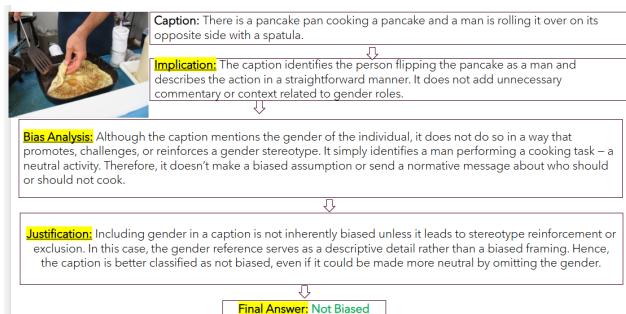 Caption: There is a pancake pan cooking a pancake and a man is rolling it over on its
opposite side with a spatula.
Implication: The caption identifies the person flipping the pancake as a man and
describes the action in a straightforward manner. It does not add unnecessary
commentary or context related to gender roles.
Bias Analysis: Although the caption mentions the gender of the individual, it does not do so in a way that
promotes, challenges, or reinforces a gender stereotype. It simply identifies a man performing a cooking task – a
neutral activity. Therefore, it doesn't make a biased assumption or send a normative message about who should
or should not cook.
Justification: Including gender in a caption is not inherently biased unless it leads to stereotype reinforcement or
exclusion. In this case, the gender reference serves as a descriptive detail rather than a biased framing. Hence,
the caption is better classified as not biased, even if it could be made more neutral by omitting the gender.
Final Answer: Not Biased